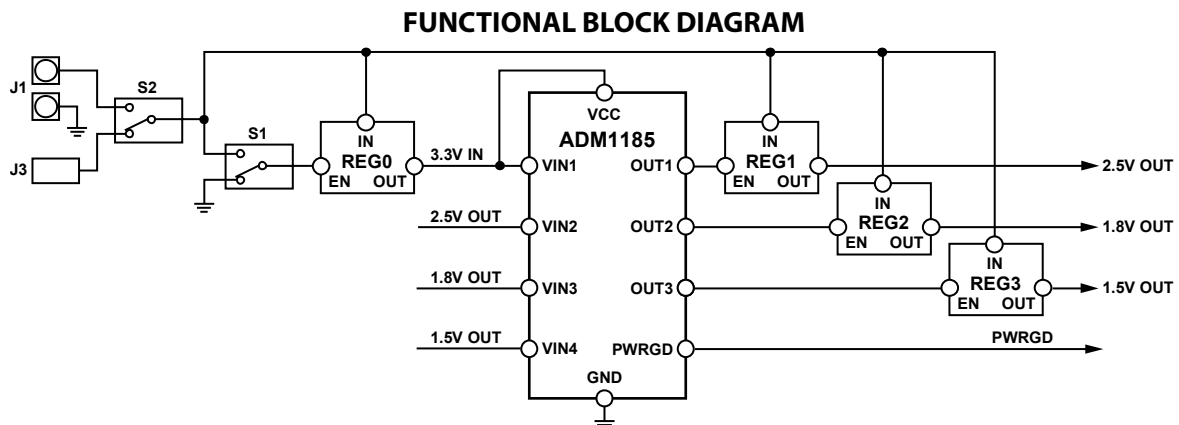 FUNCTIONAL BLOCK DIAGRAM
J1
S2
J3
S1
IN
REG0
EN OUT
3.3V IN
VCC
ADM1185
VIN1
OUT1
IN
REG1
EN OUT
2.5V OUT
2.5V OUT
VIN2
OUT2
IN
REG2
EN OUT
1.8V OUT
1.8V OUT
VIN3
OUT3
IN
REG3
EN OUT
1.5V OUT
1.5V OUT
VIN4
PWRGD
PWRGD
GND